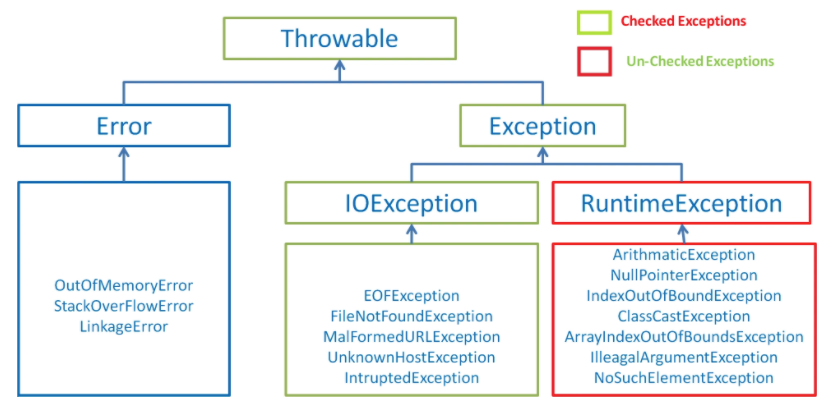 Throwable
Checked Exceptions
Un-Checked Exceptions
Error
Exception
IOException
RuntimeException
OutOfMemoryError
StackOverFlowError
LinkageError
EOFException
FileNotFoundException
MalFormedURLException
UnknownHostException
IntruptedException
ArithmaticException
NullPointerException
IndexOutOfBoundException
ClassCastException
ArrayIndexOutOfBoundsException
IlleagalArgumentException
NoSuchElementException